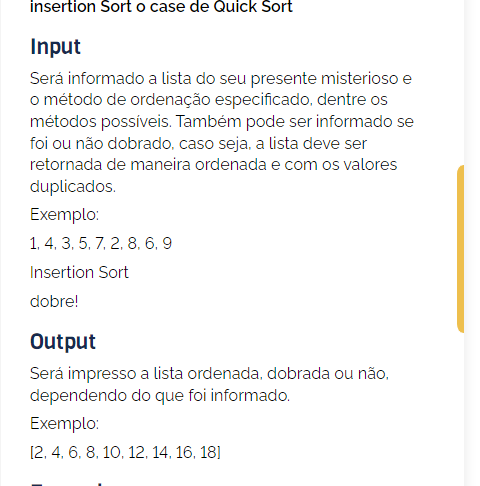 insertion Sort o case de Quick Sort
Input
Será informado a lista do seu presente misterioso e
o método de ordenação especificado, dentre os
métodos possíveis. Também pode ser informado se
foi ou não dobrado, caso seja, a lista deve ser
retornada de maneira ordenada e com os valores
duplicados.
Exemplo:
1, 4, 3, 5, 7, 2, 8, 6, 9
Insertion Sort
dobre!
Output
Será impresso a lista ordenada, dobrada ou não,
dependendo do que foi informado.
Exemplo:
[2, 4, 6, 8, 10, 12, 14, 16, 18]